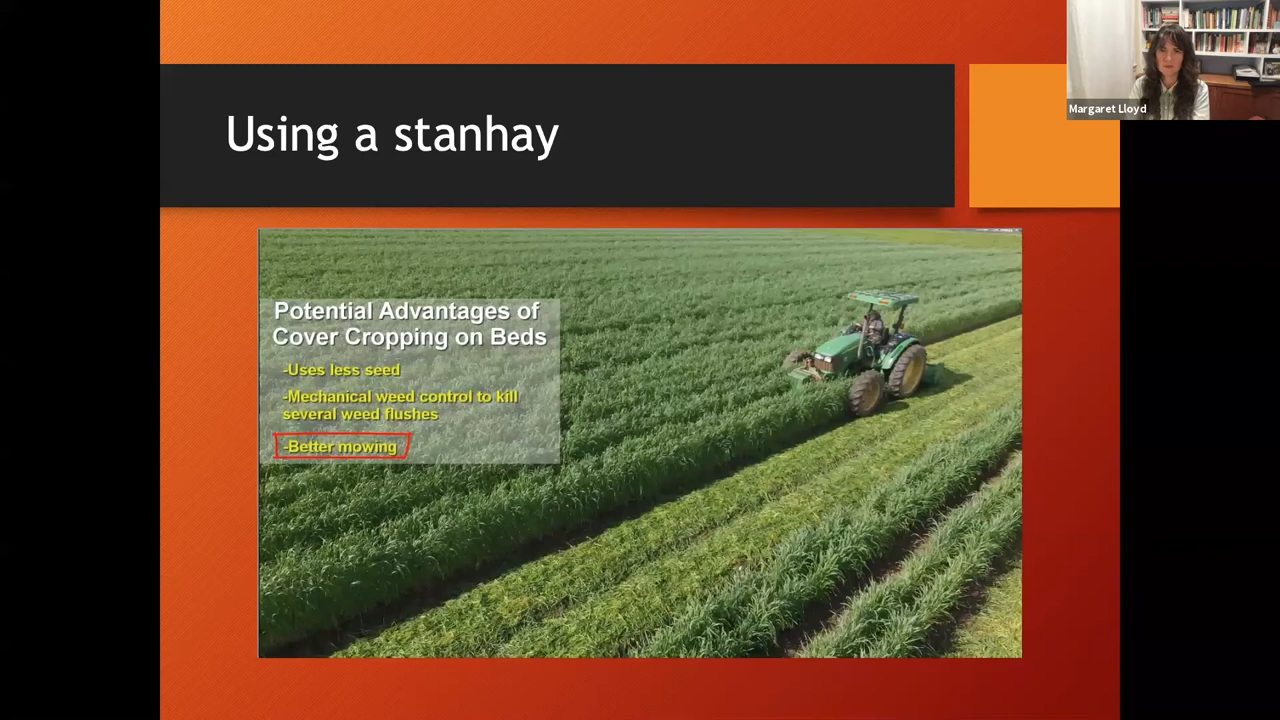 Using a stanhay
Margaret Lloyd
Potential Advantages of
Cover Cropping on Beds
-Uses less seed
-Mechanical weed control to kill
several weed flushes
-Better mowing